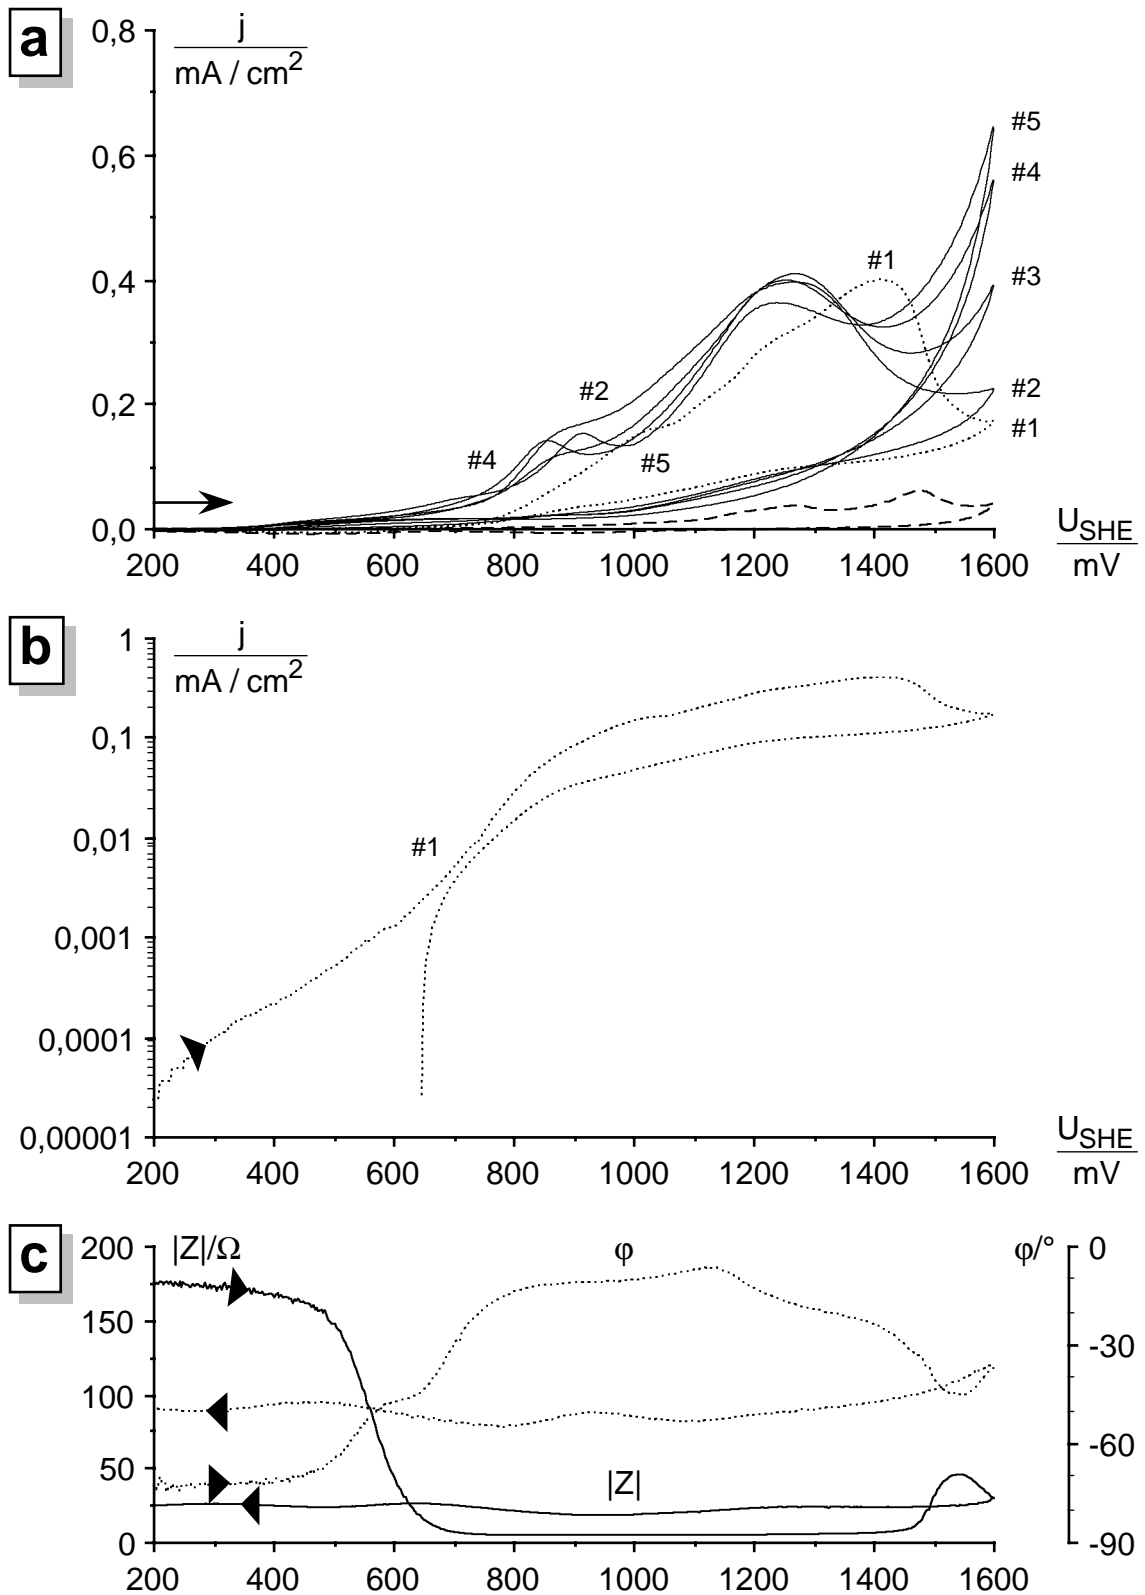 a
j
mA / cm²
0,8
0,6
0,4
0,2
0,0
#5
#4
#3
#2
#1
#1
#2
#4
#5
200 400 600 800 1000 1200 1400 1600
U_SHE
mV
b
j
mA / cm²
1
0,1
0,01
0,001
0,0001
0,00001
#1
200 400 600 800 1000 1200 1400 1600
U_SHE
mV
c
|Z|/Ω
φ
φ/°
200
150
100
50
0
|Z|
0
-30
-60
-90
200 400 600 800 1000 1200 1400 1600